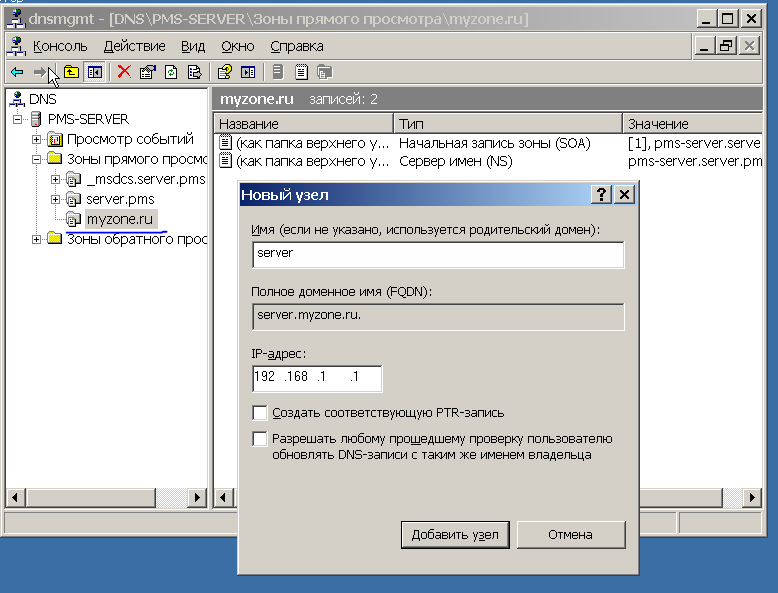 dnsmgmt - [DNS\PMS-SERVER\Зоны прямого просмотра\myzone.ru]
Консоль Действие Вид Окно Справка
DNS
PMS-SERVER
Просмотр событий
Зоны прямого просмо
_msdcs.server.pms
server.pms
myzone.ru
Зоны обратного прос
myzone.ru записей: 2
Название Тип Значение
(как папка верхнего у... Начальная запись зоны (SOA) [1], pms-server.serve
(как папка верхнего у... Сервер имен (NS) pms-server.server.pm
Новый узел
Имя (если не указано, используется родительский домен):
server
Полное доменное имя (FQDN):
server.myzone.ru.
IP-адрес:
192 .168 .1 .1
Создать соответствующую PTR-запись
Разрешать любому прошедшему проверку пользователю
обновлять DNS-записи с таким же именем владельца
Добавить узел Отмена